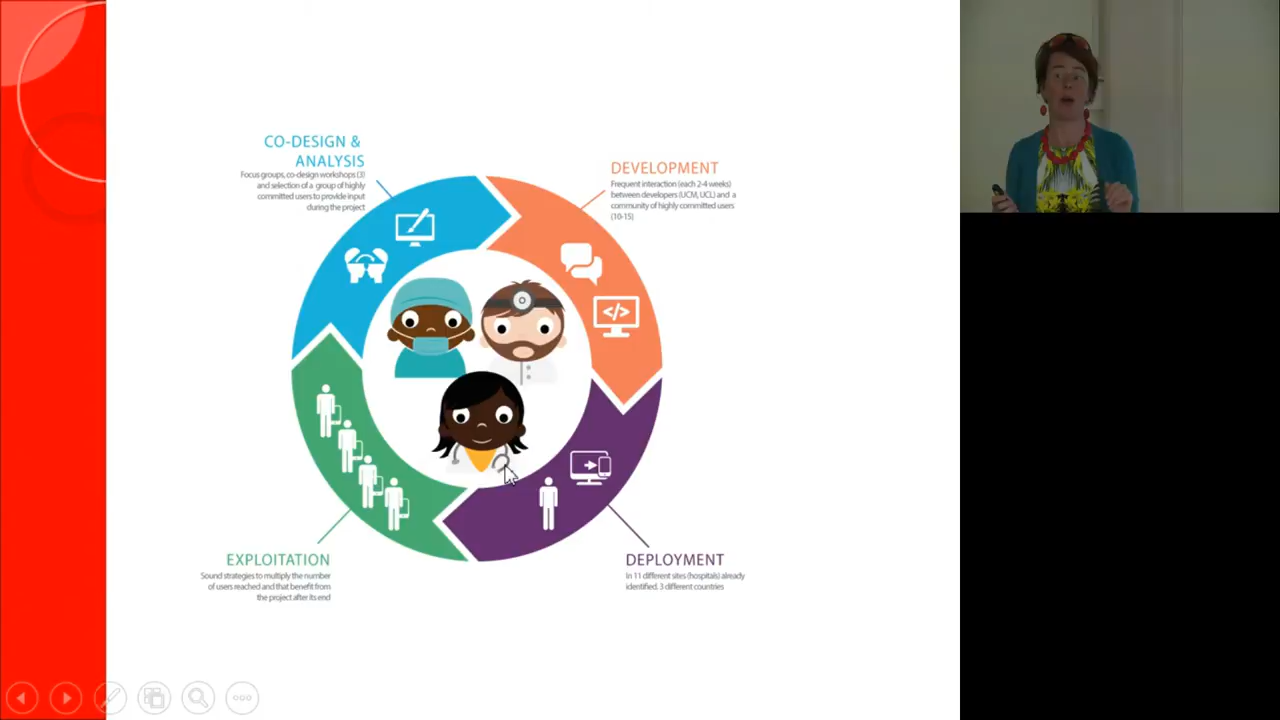 CO-DESIGN &
ANALYSIS
Focus groups, co-design workshops (3)
and selection of a group of highly
committed users to provide input
during the project
DEVELOPMENT
Frequent interaction (each 2-4 weeks)
between developers (UCM, UCL) and a
community of highly committed users
(10-15)
</>
EXPLOITATION
Sound strategies to multiply the number
of users reached and that benefit from
the project after its end
DEPLOYMENT
In 11 different sites (hospitals) already
identified. 3 different countries